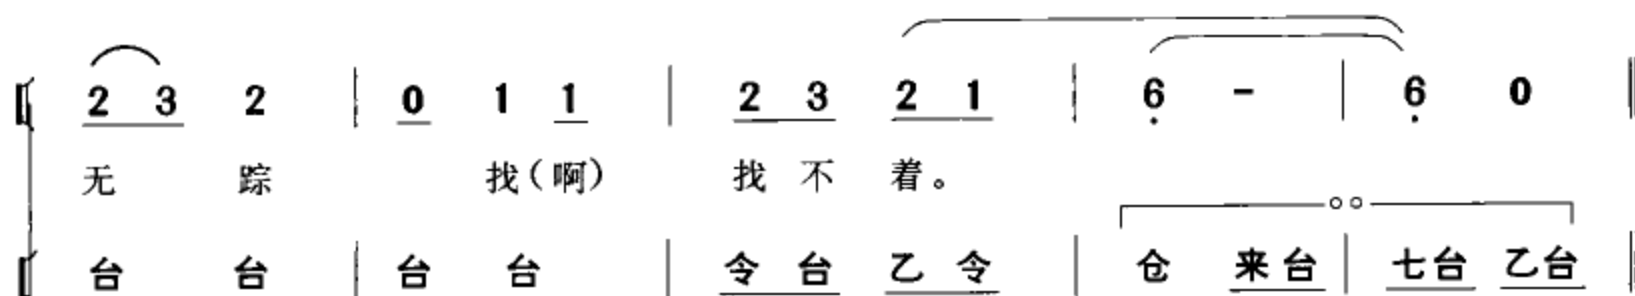 2 3 2 | 0 1 1 | 2 3 2 1 | 6 - | 6 0
无 踪 找(啊) 找 不 着。
台 台 | 台 台 | 令 台 乙 令 | 仓 来 台 | 七 台 乙 台